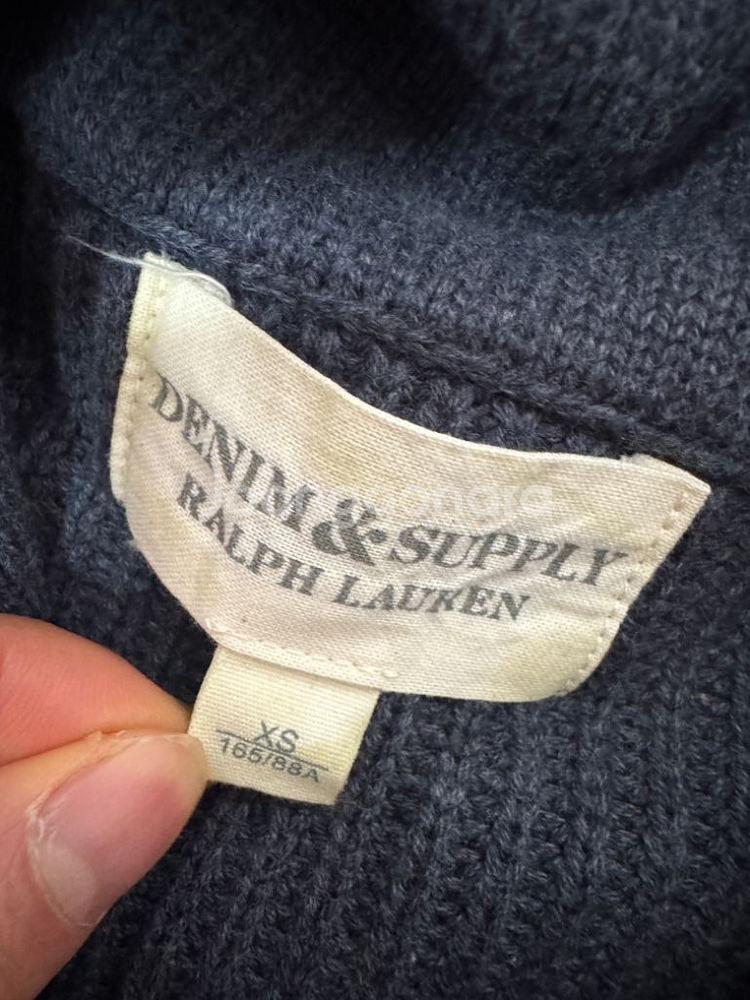 DENIM & SUPPLY
RALPH LAUREN
XS
165/88A